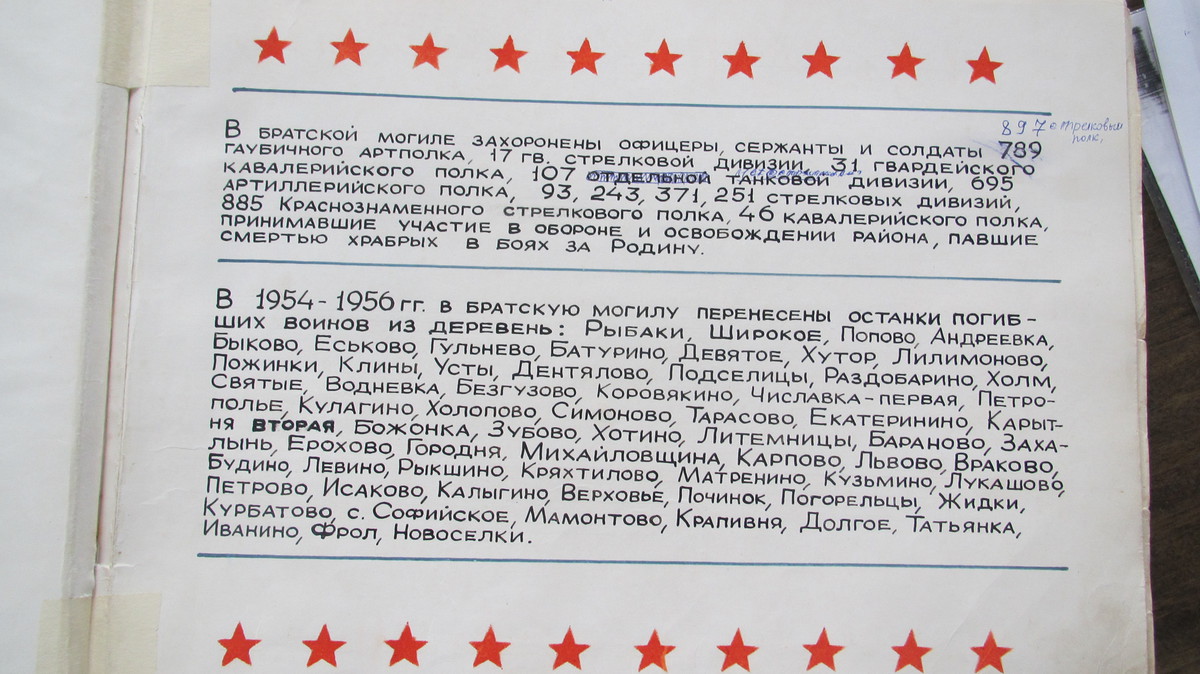 897 стрелковый
полк,
В БРАТСКОЙ МОГИЛЕ ЗАХОРОНЕНЫ ОФИЦЕРЫ, СЕРЖАНТЫ И СОЛДАТЫ 789
ГАУБИЧНОГО АРТПОЛКА, 17 ГВ. СТРЕЛКОВОЙ ДИВИЗИИ, 31 ГВАРДЕЙСКОГО
КАВАЛЕРИЙСКОГО ПОЛКА, 107 ОТДЕЛЬНОЙ ТАНКОВОЙ ДИВИЗИИ, 695
АРТИЛЛЕРИЙСКОГО ПОЛКА, 93, 243, 371, 251 СТРЕЛКОВЫХ ДИВИЗИЙ,
885 КРАСНОЗНАМЕННОГО СТРЕЛКОВОГО ПОЛКА, 46 КАВАЛЕРИЙСКОГО ПОЛКА,
ПРИНИМАВШИЕ УЧАСТИЕ В ОБОРОНЕ И ОСВОБОЖДЕНИИ РАЙОНА, ПАВШИЕ
СМЕРТЬЮ ХРАБРЫХ В БОЯХ ЗА РОДИНУ.
В 1954-1956 ГГ. В БРАТСКУЮ МОГИЛУ ПЕРЕНЕСЕНЫ ОСТАНКИ ПОГИБ-
ШИХ ВОИНОВ ИЗ ДЕРЕВЕНЬ: РЫБАКИ, ШИРОКОЕ, ПОПОВО, АНДРЕЕВКА,
БЫКОВО, ЕСЬКОВО, ГУЛЬНЕВО, БАТУРИНО, ДЕВЯТОЕ, ХУТОР, ЛИЛИМОНОВО,
ПОЖИНКИ, КЛИНЫ, УСТЫ, ДЕНТЯЛОВО, ПОДСЕЛИЦЫ, РАЗДОБАРИНО, ХОЛМ,
СВЯТЫЕ, ВОДНЕВКА, БЕЗГУЗОВО, КОРОВЯКИНО, ЧИСЛАВКА-ПЕРВАЯ, ПЕТРО-
ПОЛЬЕ, КУЛАГИНО, ХОЛОПОВО, СИМОНОВО, ТАРАСОВО, ЕКАТЕРИНИНО, КАРЫТ-
НЯ ВТОРАЯ, БОЖОНКА, ЗУБОВО, ХОТИНО, ЛИТЕМНИЦЫ, БАРАНОВО, ЗАХА-
ЛЫНЬ, ЕРОХОВО, ГОРОДНЯ, МИХАЙЛОВЩИНА, КАРПОВО, ЛЬВОВО, ВРАКОВО,
БУДИНО, ЛЕВИНО, РЫКШИНО, КРЯХТИЛОВО, МАТРЕНИНО, КУЗЬМИНО, ЛУКАШОВО,
ПЕТРОВО, ИСАКОВО, КАЛЫГИНО, ВЕРХОВЬЕ, ПОЧИНОК, ПОГОРЕЛЬЦЫ, ЖИДКИ,
КУРБАТОВО, С. СОФИЙСКОЕ, МАМОНТОВО, КРАПИВНЯ, ДОЛГОЕ, ТАТЬЯНКА,
ИВАНИНО, ФРОЛ, НОВОСЕЛКИ.